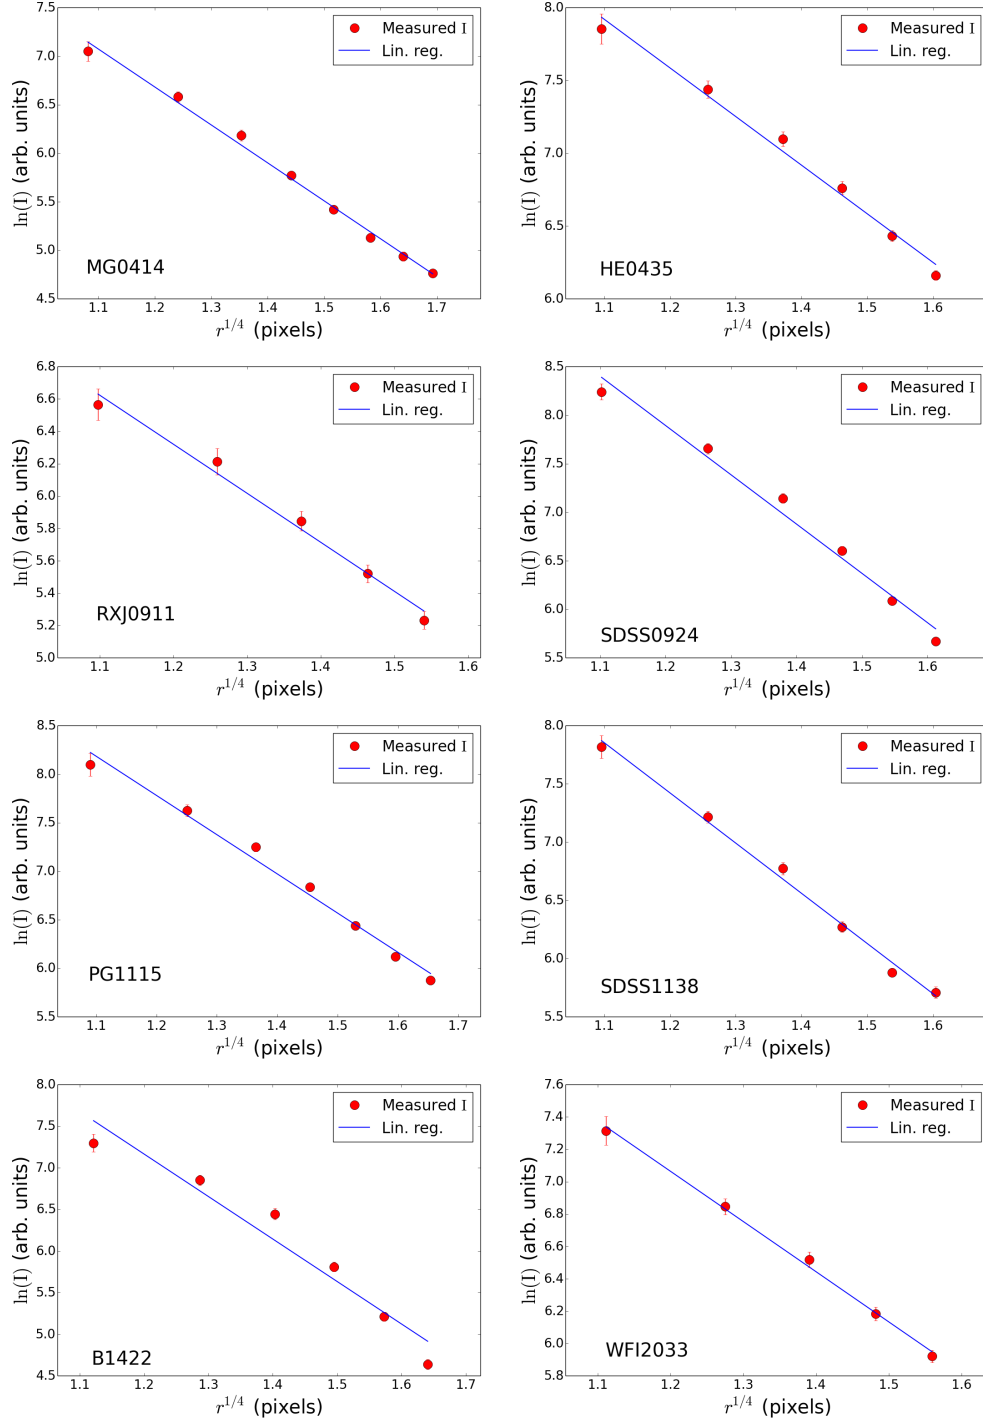 7.5
7.0
6.5
6.0
5.5
5.0
4.5
ln(I) (arb. units)
Measured I
Lin. reg.
MG0414
1.1 1.2 1.3 1.4 1.5 1.6 1.7
r^{1/4} (pixels)
8.0
7.5
7.0
6.5
6.0
ln(I) (arb. units)
Measured I
Lin. reg.
HE0435
1.1 1.2 1.3 1.4 1.5 1.6
r^{1/4} (pixels)
6.8
6.6
6.4
6.2
6.0
5.8
5.6
5.4
5.2
5.0
ln(I) (arb. units)
Measured I
Lin. reg.
RXJ0911
1.1 1.2 1.3 1.4 1.5 1.6
r^{1/4} (pixels)
8.5
8.0
7.5
7.0
6.5
6.0
5.5
ln(I) (arb. units)
Measured I
Lin. reg.
SDSS0924
1.1 1.2 1.3 1.4 1.5 1.6
r^{1/4} (pixels)
8.5
8.0
7.5
7.0
6.5
6.0
5.5
ln(I) (arb. units)
Measured I
Lin. reg.
PG1115
1.1 1.2 1.3 1.4 1.5 1.6 1.7
r^{1/4} (pixels)
8.0
7.5
7.0
6.5
6.0
5.5
ln(I) (arb. units)
Measured I
Lin. reg.
SDSS1138
1.1 1.2 1.3 1.4 1.5 1.6
r^{1/4} (pixels)
8.0
7.5
7.0
6.5
6.0
5.5
5.0
4.5
ln(I) (arb. units)
Measured I
Lin. reg.
B1422
1.1 1.2 1.3 1.4 1.5 1.6 1.7
r^{1/4} (pixels)
7.6
7.4
7.2
7.0
6.8
6.6
6.4
6.2
6.0
5.8
ln(I) (arb. units)
Measured I
Lin. reg.
WFI2033
1.1 1.2 1.3 1.4 1.5 1.6
r^{1/4} (pixels)